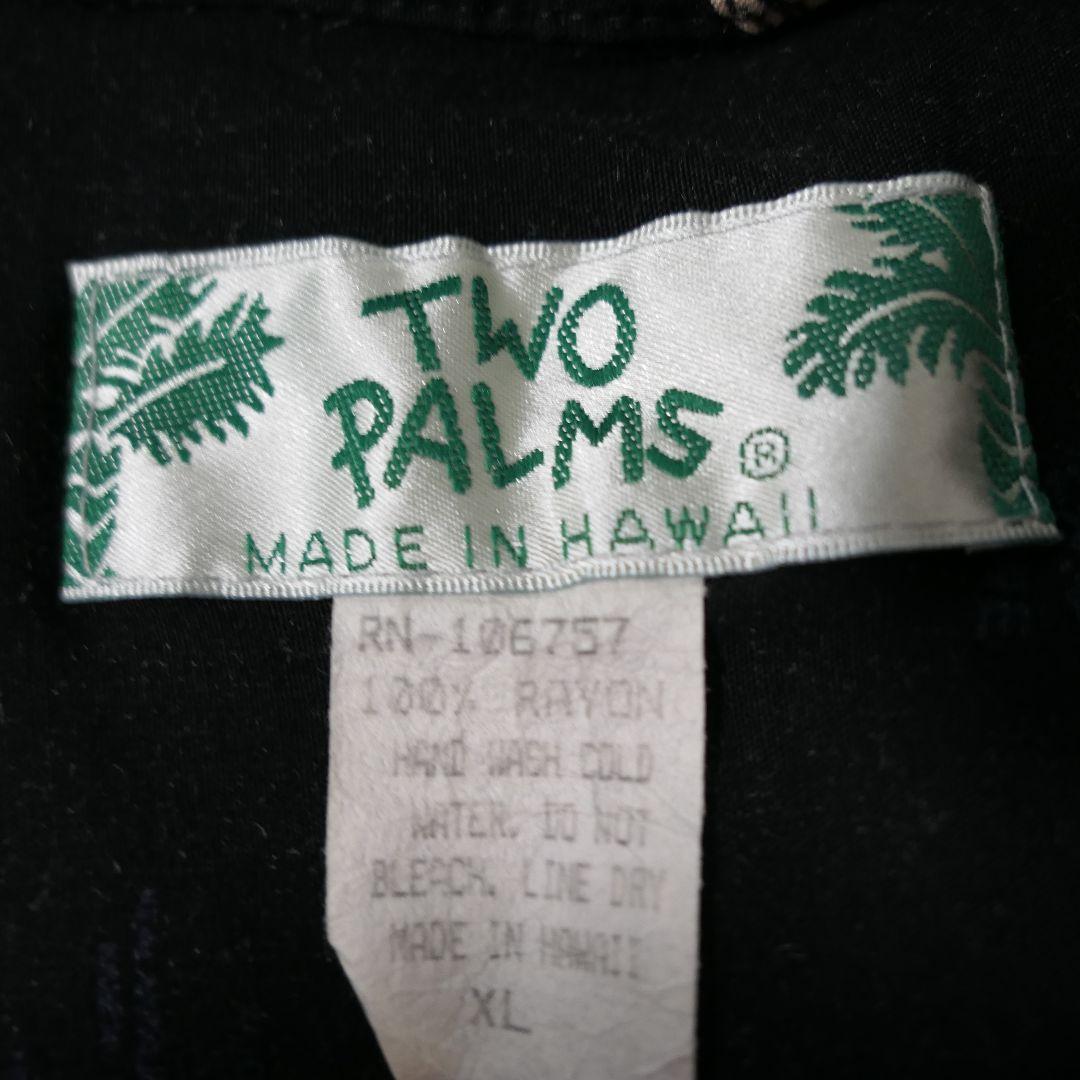 TWO
PALMS ®
MADE IN HAWAII
RN-106757
100% RAYON
HAND WASH COLD
WATER. DO NOT
BLEACH. LINE DRY
MADE IN HAWAII
XL